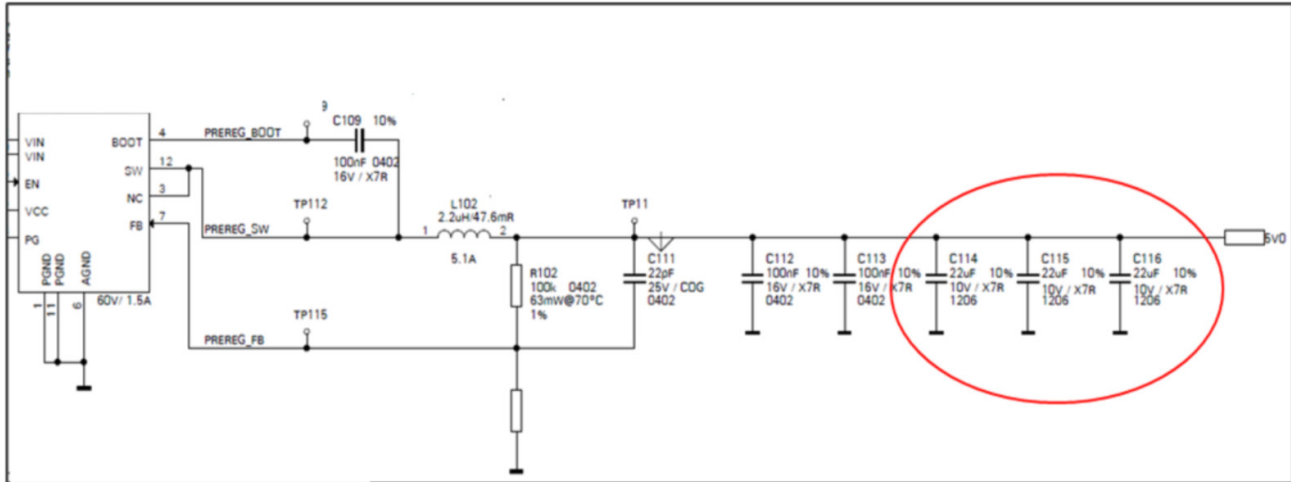 VIN
VIN
EN
VCC
PG
BOOT
SW
NC
FB
PGND
PGND
AGND
4
12
3
7
1
11
6
60V/ 1.5A
PREREG_BOOT
9
C109 10%
100nF 0402
16V / X7R
TP112
PREREG_SW
L102
2.2uH/47.6mR
1
2
5.1A
TP11
R102
100k 0402
63mW@70°C
1%
C111
22pF
25V / COG
0402
TP115
PREREG_FB
C112
100nF 10%
16V / X7R
0402
C113
100nF 10%
16V / X7R
0402
C114
22uF 10%
10V / X7R
1206
C115
22uF 10%
10V / X7R
1206
C116
22uF 10%
10V / X7R
1206
5V0